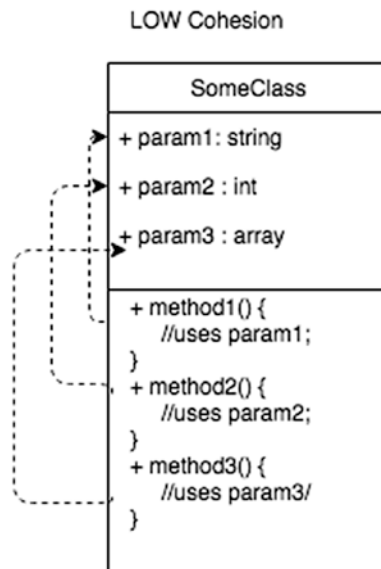 LOW Cohesion
SomeClass
+ param1: string
+ param2 : int
+ param3 : array
+ method1() {
//uses param1;
}
+ method2() {
//uses param2;
}
+ method3() {
//uses param3/
}